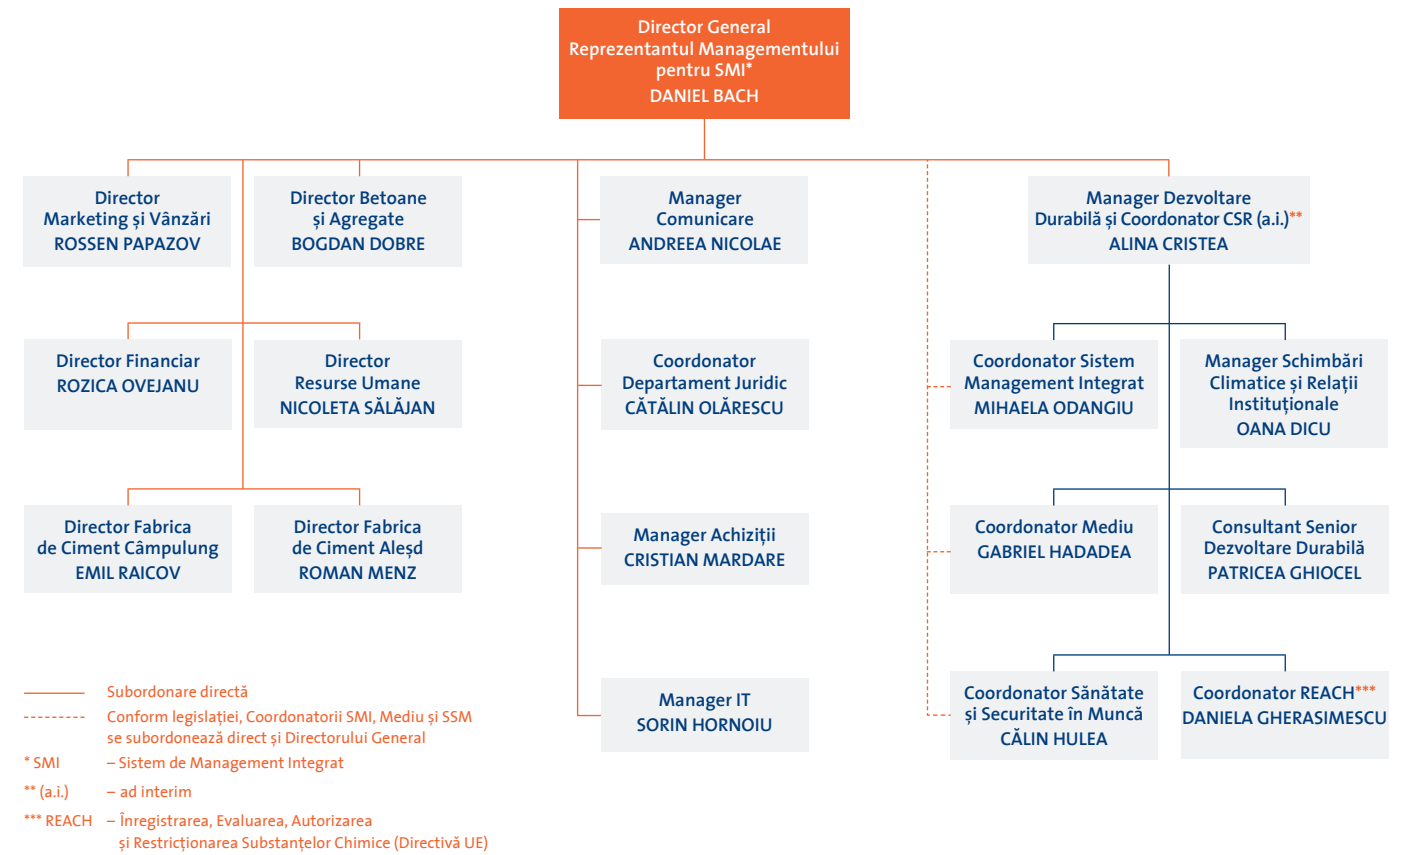 Director General
Reprezentantul Managementului
pentru SMI*
DANIEL BACH
Director
Marketing și Vânzări
ROSSEN PAPAZOV
Director Betoane
și Agregate
BOGDAN DOBRE
Manager
Comunicare
ANDREEA NICOLAE
Manager Dezvoltare
Durabilă și Coordonator CSR (a.i.)**
ALINA CRISTEA
Director Financiar
ROZICA OVEJANU
Director
Resurse Umane
NICOLETA SĂLĂJAN
Coordonator
Departament Juridic
CĂTĂLIN OLĂRESCU
Coordonator Sistem
Management Integrat
MIHAELA ODANGIU
Manager Schimbări
Climatice și Relații
Instituționale
OANA DICU
Director Fabrica
de Ciment Câmpulung
EMIL RAICOV
Director Fabrica
de Ciment Aleșd
ROMAN MENZ
Manager Achiziții
CRISTIAN MARDARE
Coordonator Mediu
GABRIEL HADADEA
Consultant Senior
Dezvoltare Durabilă
PATRICEA GHIOCEL
Manager IT
SORIN HORNOIU
Coordonator Sănătate
și Securitate în Muncă
CĂLIN HULEA
Coordonator REACH***
DANIELA GHERASIMESCU
Subordonare directă
Conform legislației, Coordonatorii SMI, Mediu și SSM
se subordonează direct și Directorului General
* SMI – Sistem de Management Integrat
** (a.i.) – ad interim
*** REACH – Înregistrarea, Evaluarea, Autorizarea
și Restricționarea Substanțelor Chimice (Directivă UE)